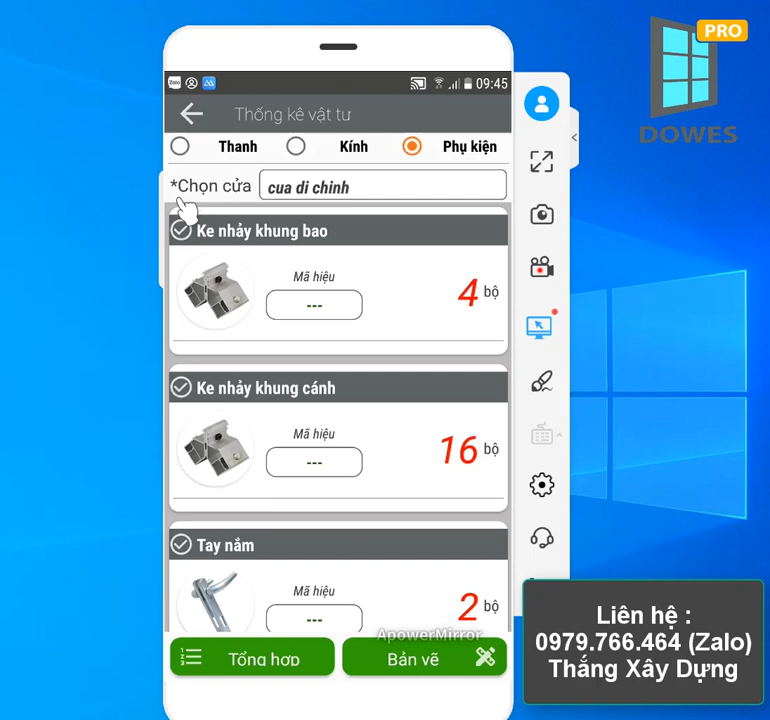 PRO
DOWES
Zalo
09:45
Thống kê vật tư
Thanh
Kính
Phụ kiện
*Chọn cửa
cua di chinh
Ke nhảy khung bao
Mã hiệu
---
4 bộ
Ke nhảy khung cánh
Mã hiệu
---
16 bộ
Tay nắm
Mã hiệu
---
2 bộ
ApowerMirror
Tổng hợp
Bản vẽ
Liên hệ :
0979.766.464 (Zalo)
Thắng Xây Dựng